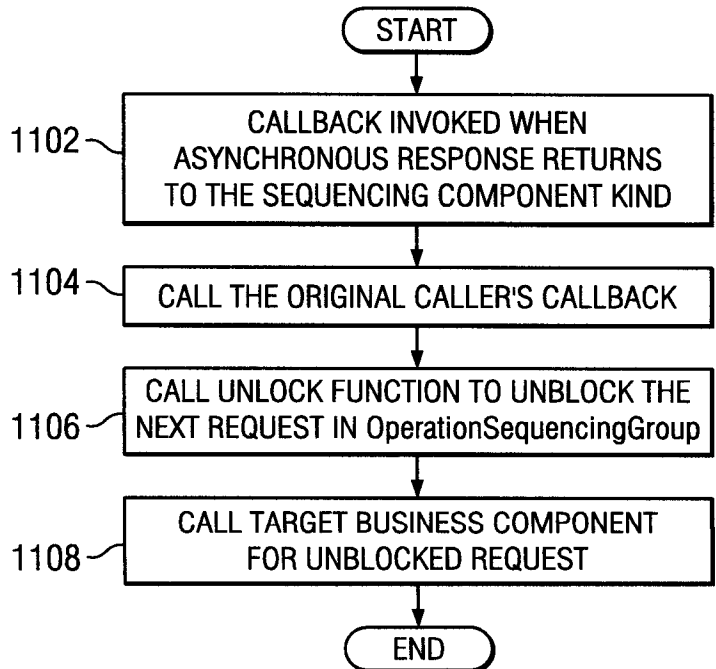 START
1102
CALLBACK INVOKED WHEN
ASYNCHRONOUS RESPONSE RETURNS
TO THE SEQUENCING COMPONENT KIND
1104
CALL THE ORIGINAL CALLER'S CALLBACK
1106
CALL UNLOCK FUNCTION TO UNBLOCK THE
NEXT REQUEST IN OperationSequencingGroup
1108
CALL TARGET BUSINESS COMPONENT
FOR UNBLOCKED REQUEST
END